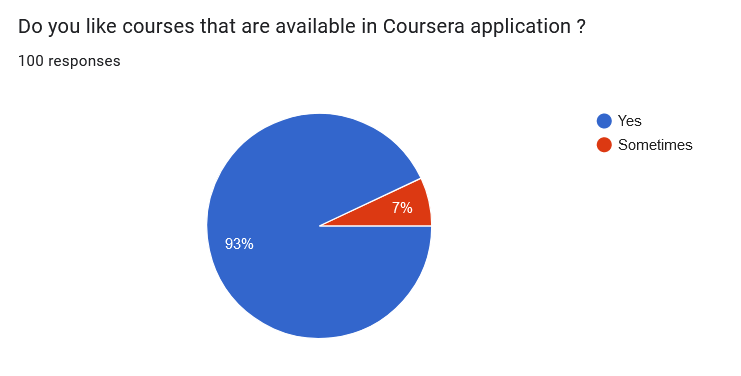 Do you like courses that are available in Coursera application ?
100 responses
Yes
Sometimes
7%
93%